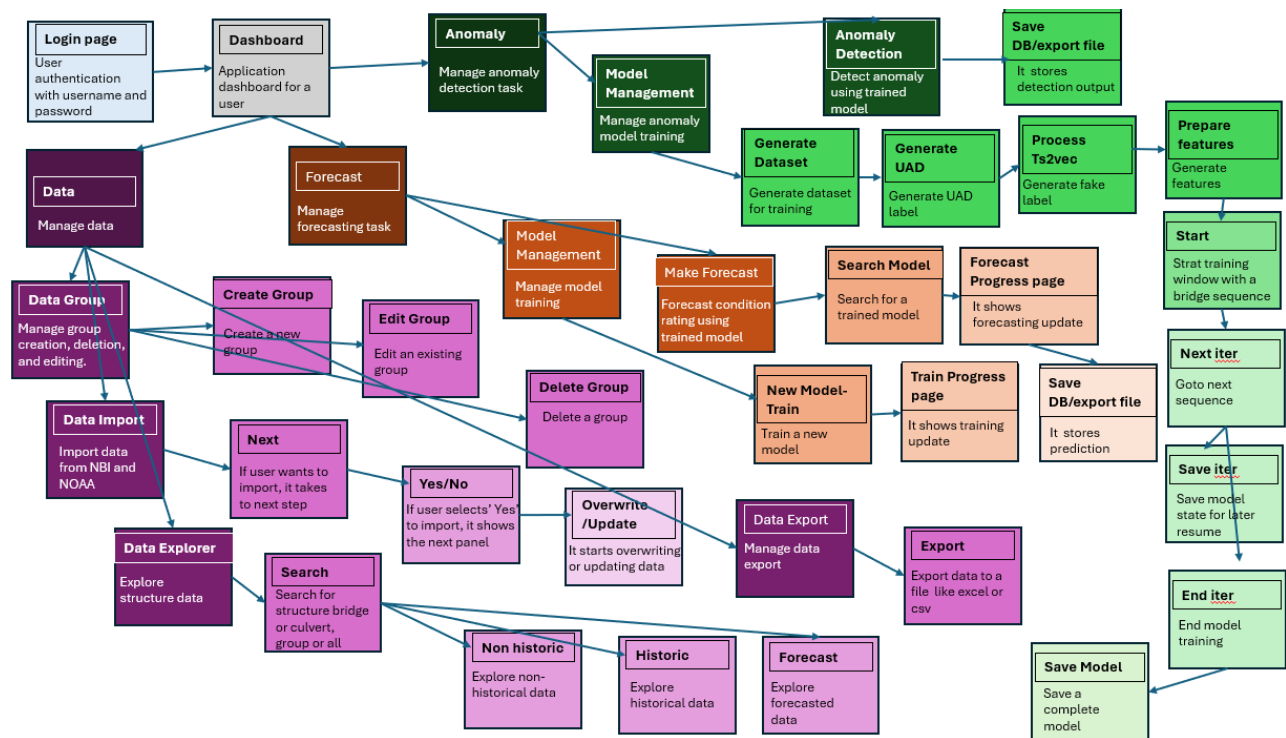 Login page
User
authentication
with username and
password
Dashboard
Application
dashboard for a
user
Anomaly
Manage anomaly
detection task
Model
Management
Manage anomaly
model training
Anomaly
Detection
Detect anomaly
using trained
model
Save
DB/export file
It stores
detection output
Generate
Dataset
Generate dataset
for training
Generate
UAD
Generate UAD
label
Process
Ts2vec
Generate fake
label
Prepare
features
Generate
features
Data
Manage data
Forecast
Manage
forecasting task
Model
Management
Manage model
training
Make Forecast
Forecast condition
rating using
trained model
Search Model
Search for a
trained model
Forecast
Progress page
It shows
forecasting update
Start
Strat training
window with a
bridge sequence
Data Group
Manage group
creation, deletion,
and editing.
Create Group
Create a new
group
Edit Group
Edit an existing
group
Delete Group
Delete a group
New Model-
Train
Train a new
model
Train Progress
page
It shows training
update
Save
DB/export file
It stores
prediction
Next iter
Goto next
sequence
Data Import
Import data
from NBI and
NOAA
Next
If user wants to
import, it takes
to next step
Yes/No
If user selects’ Yes’
to import, it shows
the next panel
Overwrite
/Update
It starts overwriting
or updating data
Data Export
Manage data
export
Export
Export data to a
file like excel or
csv
Save iter
Save model
state for later
resume
Data Explorer
Explore
structure data
Search
Search for
structure bridge
or culvert,
group or all
Non historic
Explore non-
historical data
Historic
Explore
historical data
Forecast
Explore
forecasted
data
End iter
End model
training
Save Model
Save a
complete
model